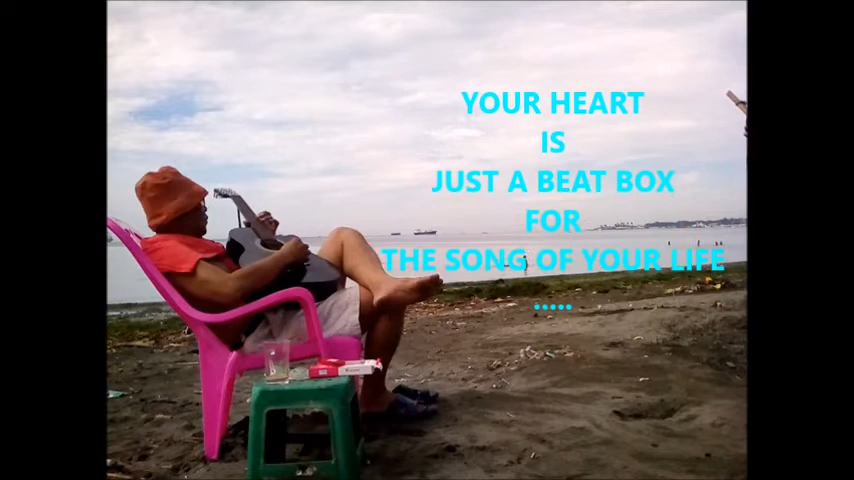 YOUR HEART
IS
JUST A BEAT BOX
FOR
THE SONG OF YOUR LIFE
.....